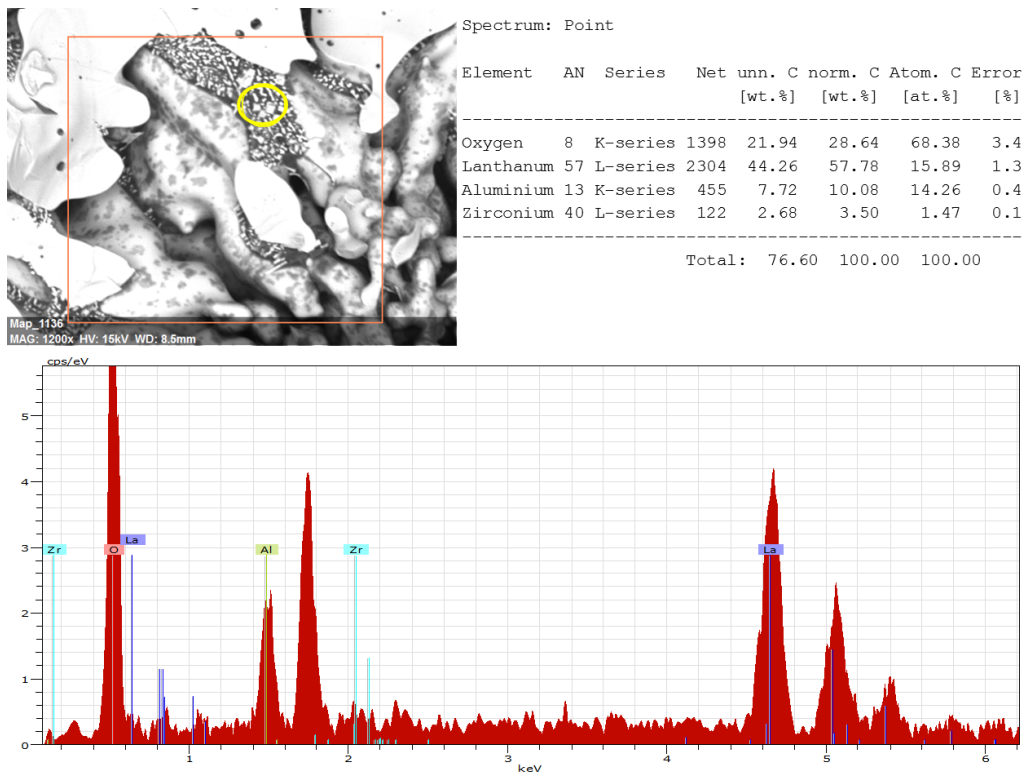 Spectrum: Point
Element AN Series Net unn. C norm. C Atom. C Error
[wt.%] [wt.%] [at.%] [%]
Oxygen 8 K-series 1398 21.94 28.64 68.38 3.4
Lanthanum 57 L-series 2304 44.26 57.78 15.89 1.3
Aluminium 13 K-series 455 7.72 10.08 14.26 0.4
Zirconium 40 L-series 122 2.68 3.50 1.47 0.1
Total: 76.60 100.00 100.00
Map_1136
MAG: 1200x HV: 15kV WD: 8.5mm
cps/eV
5
4
3
2
1
0
Zr
O
La
Al
Zr
La
1
2
3
4
5
6
keV